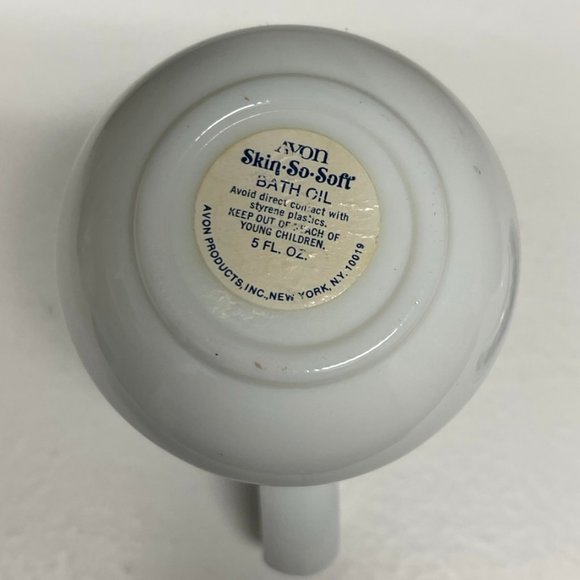 AVON
Skin·So·Soft
BATH OIL
Avoid direct contact with
styrene plastics.
KEEP OUT OF REACH OF
YOUNG CHILDREN.
5 FL. OZ.
AVON PRODUCTS, INC., NEW YORK, N.Y. 10019